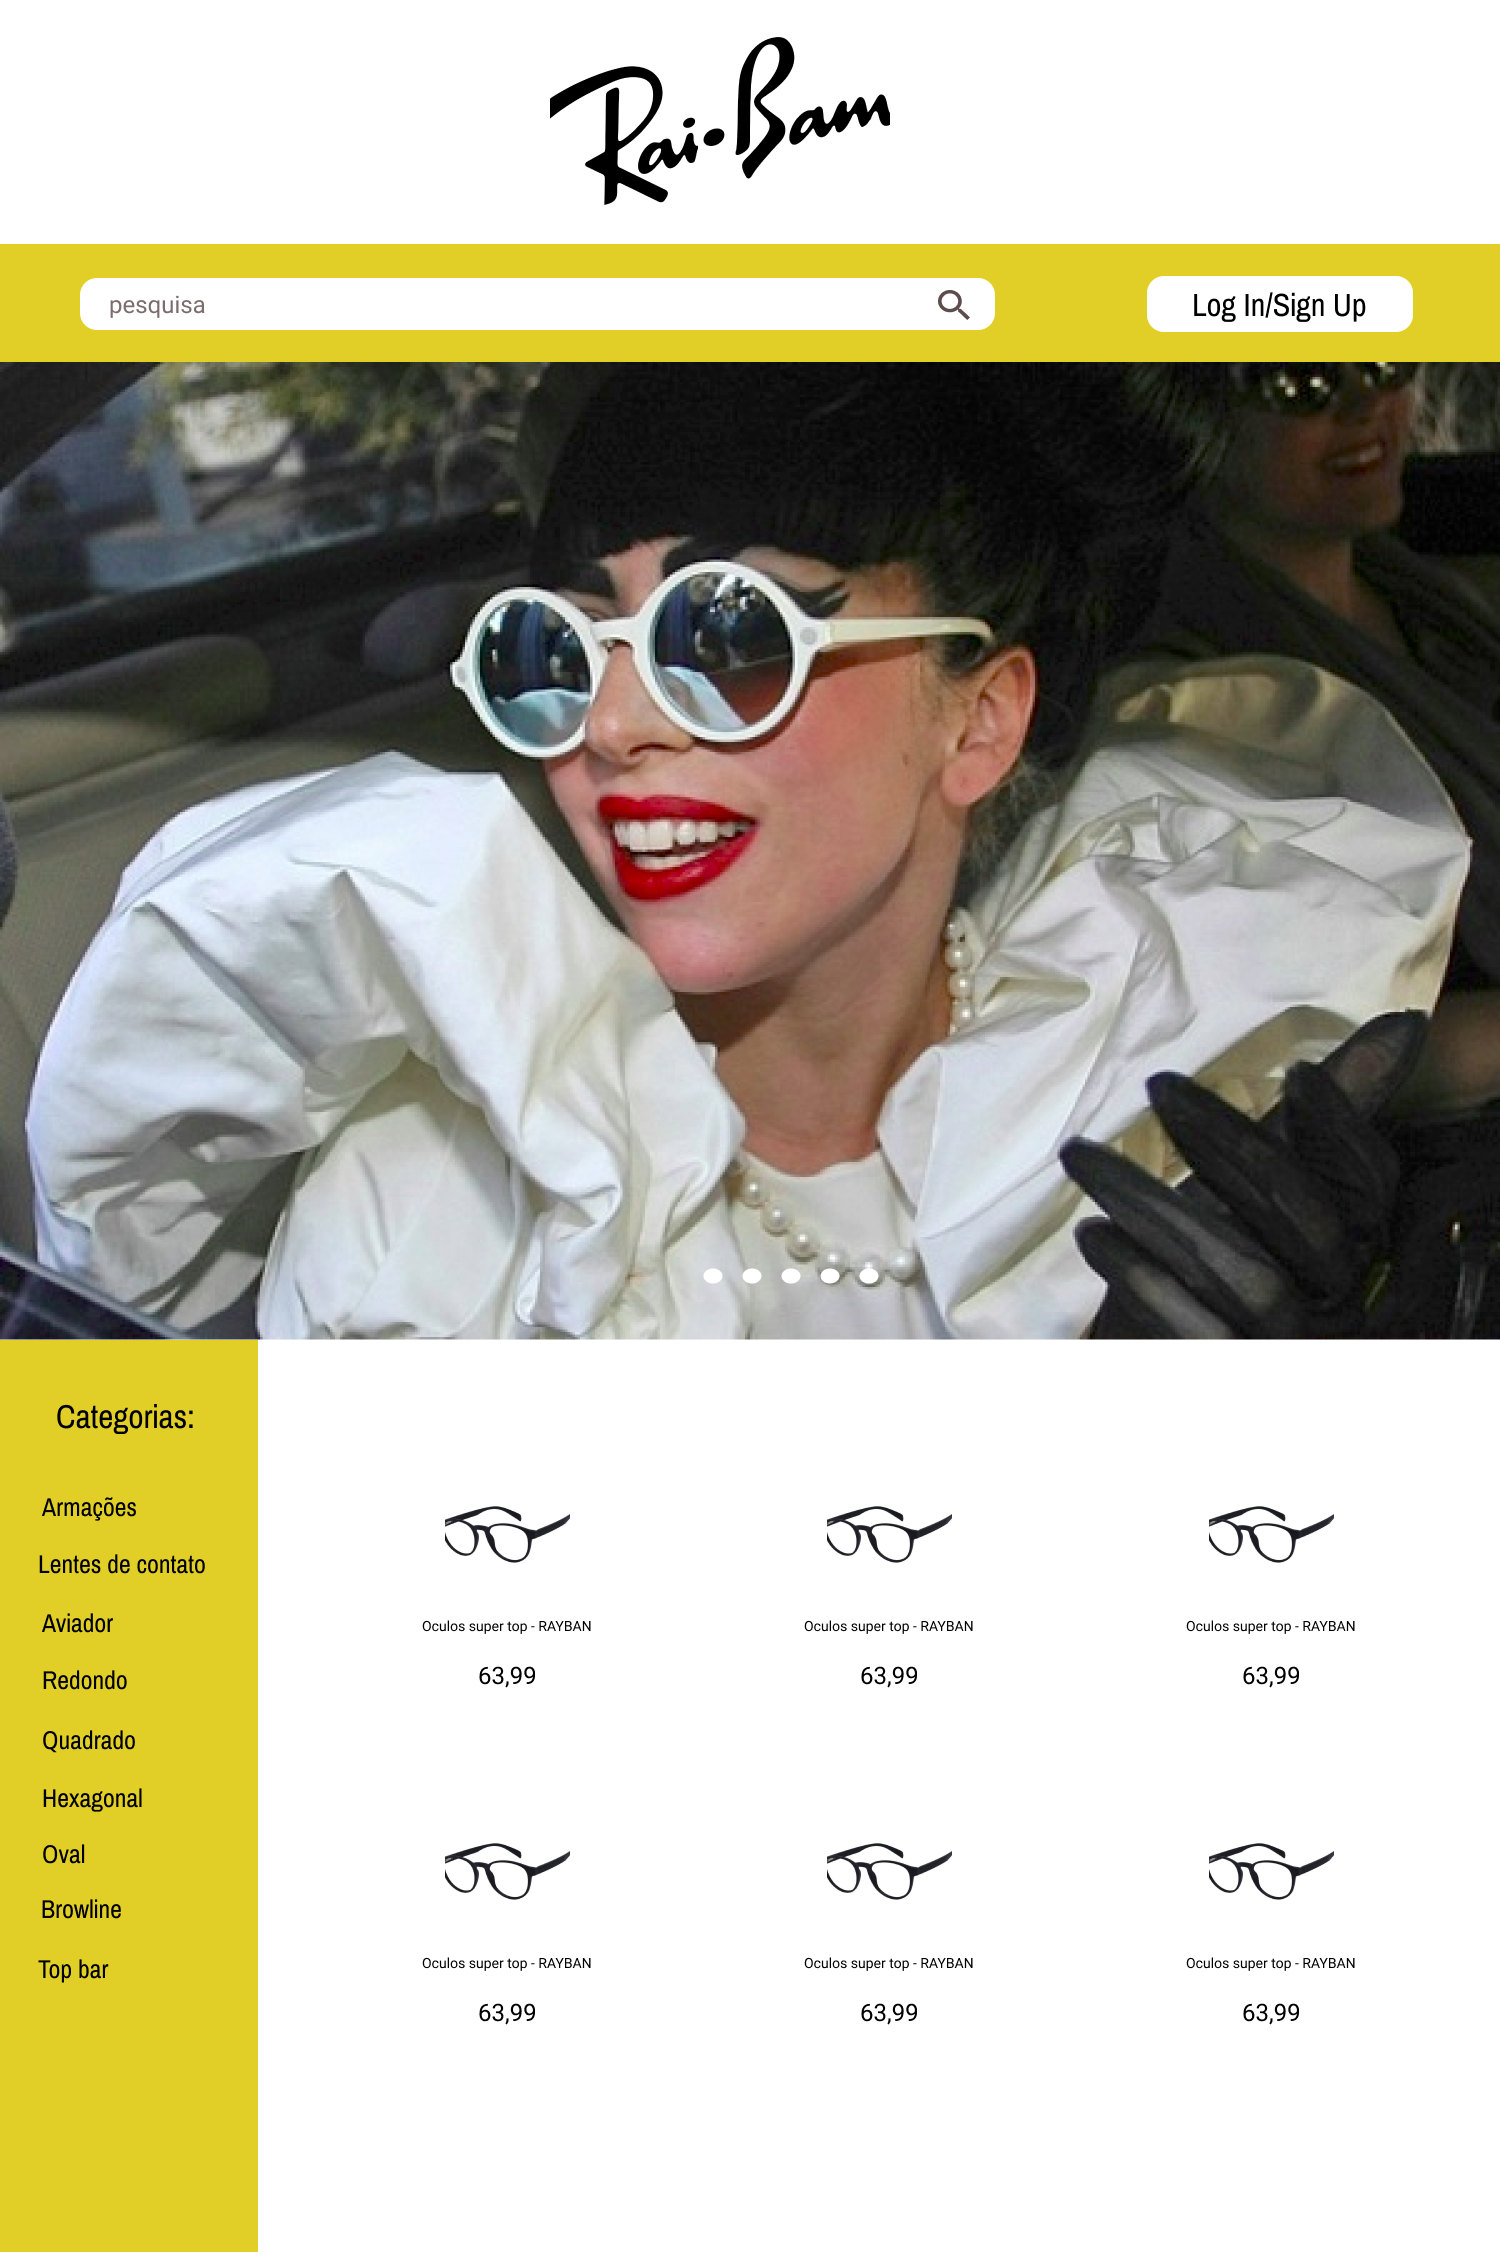 Rai·Bam
pesquisa
Log In/Sign Up
Categorias:
Armações
Lentes de contato
Aviador
Redondo
Quadrado
Hexagonal
Oval
Browline
Top bar
Oculos super top - RAYBAN
63,99
Oculos super top - RAYBAN
63,99
Oculos super top - RAYBAN
63,99
Oculos super top - RAYBAN
63,99
Oculos super top - RAYBAN
63,99
Oculos super top - RAYBAN
63,99